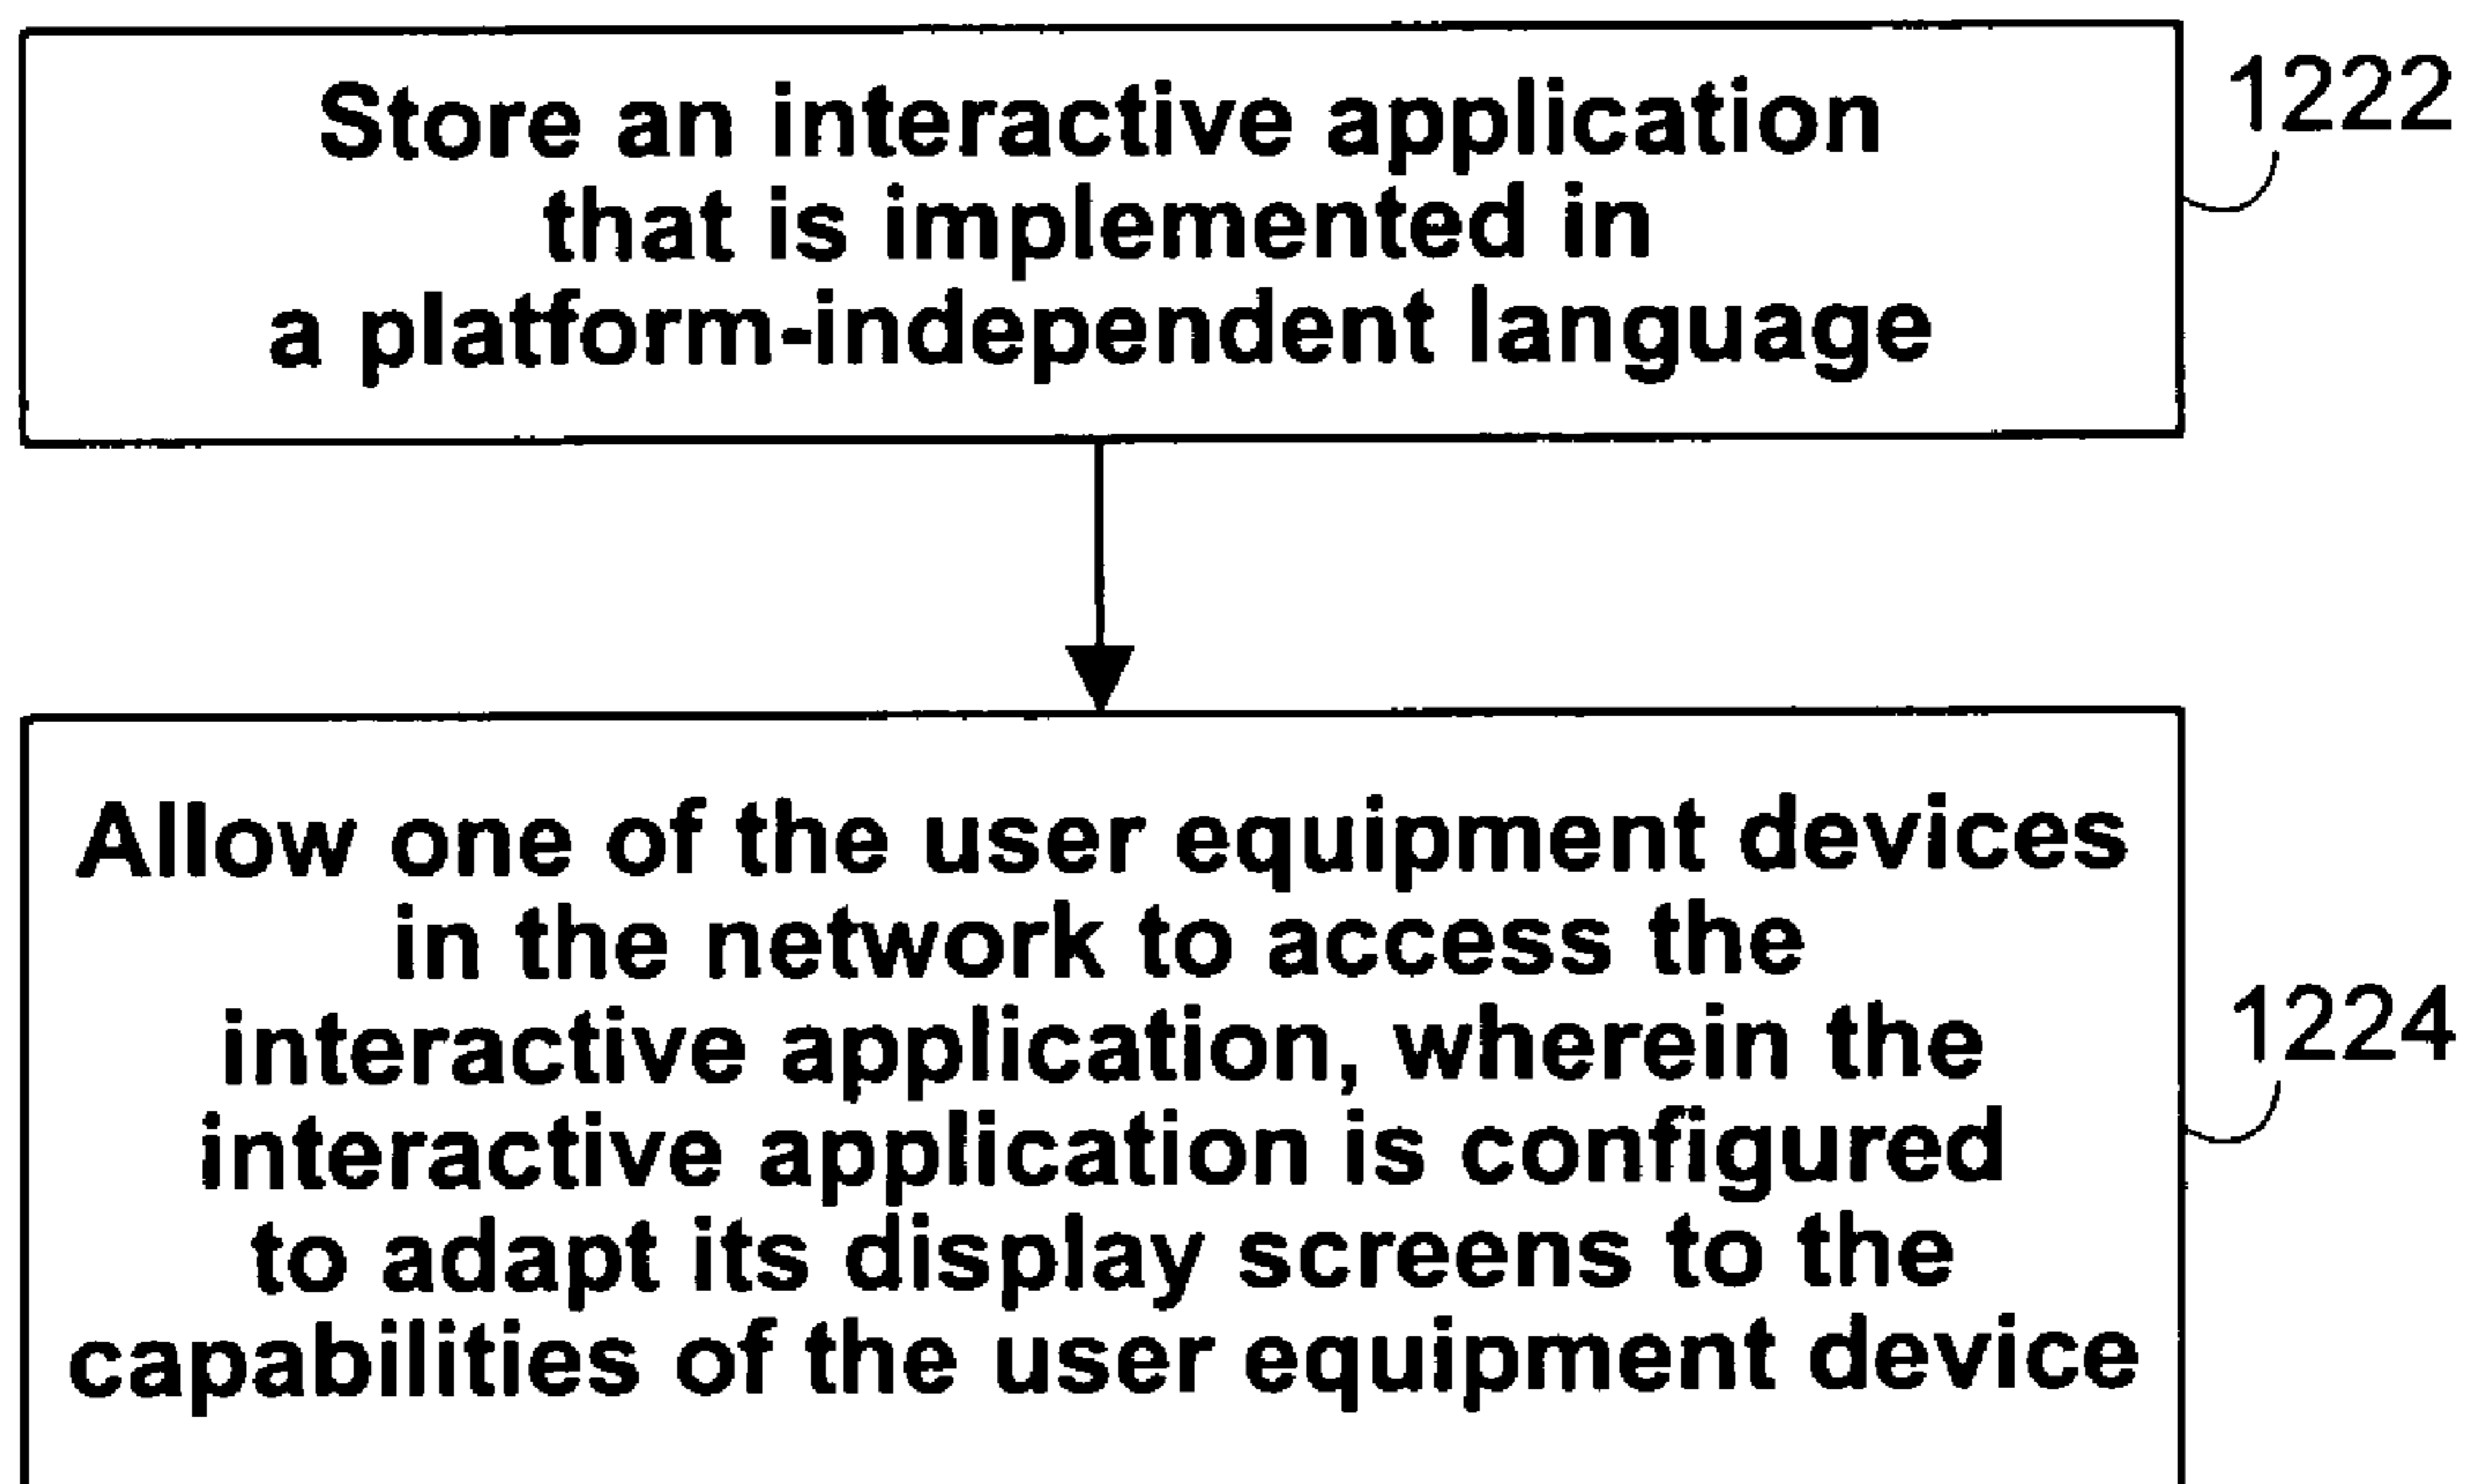 Store an interactive application
that is implemented in
a platform-independent language
1222
Allow one of the user equipment devices
in the network to access the
interactive application, wherein the
interactive application is configured
to adapt its display screens to the
capabilities of the user equipment device
1224